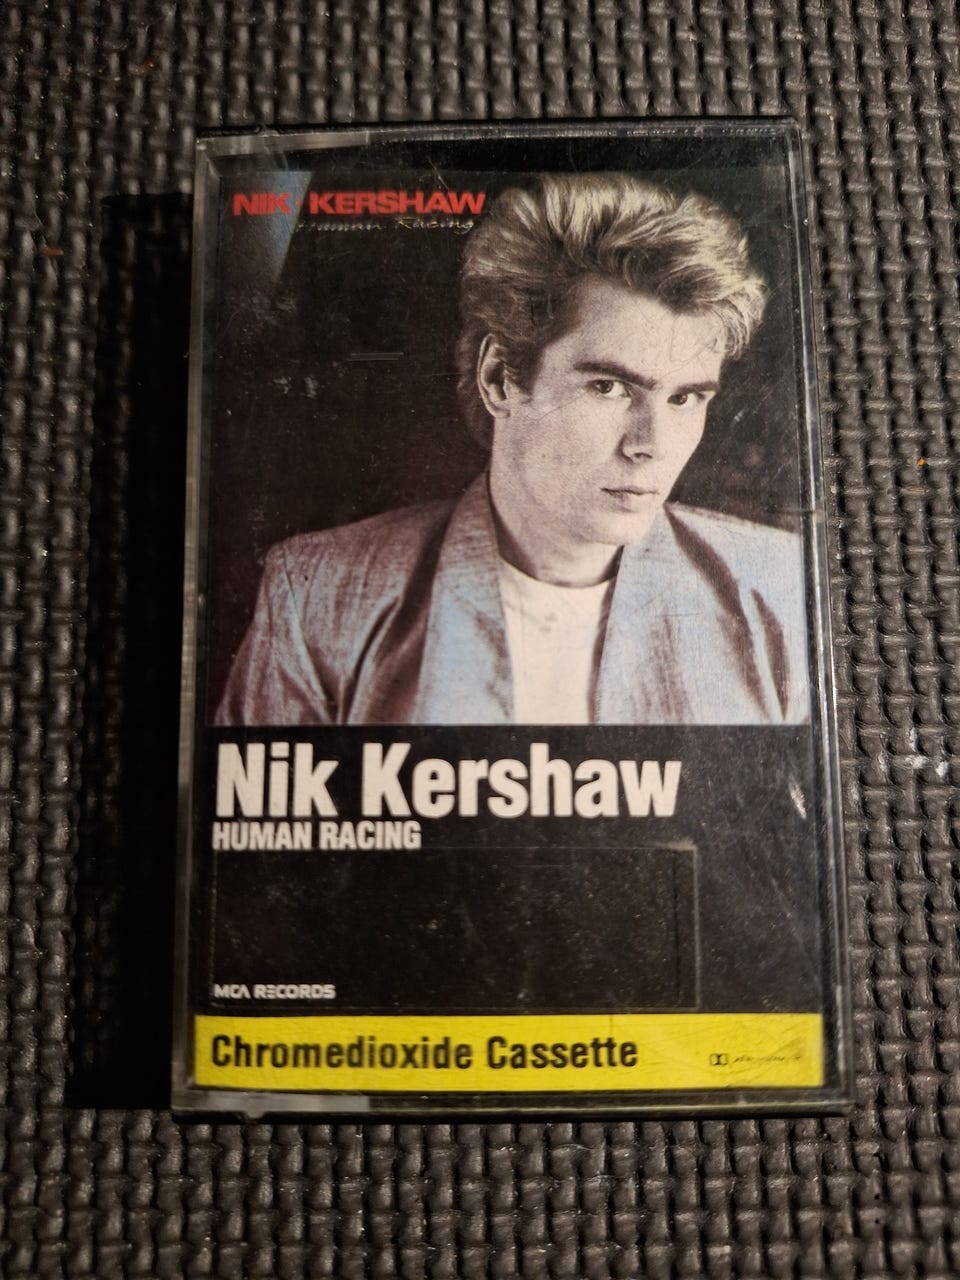 NIK·KERSHAW
Human Racing
Nik Kershaw
HUMAN RACING
MCA RECORDS
Chromedioxide Cassette